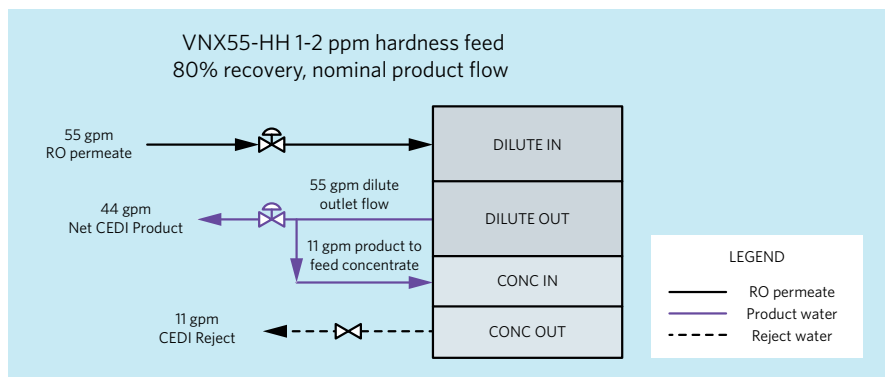 VNX55-HH 1-2 ppm hardness feed
80% recovery, nominal product flow
55 gpm
RO permeate
DILUTE IN
55 gpm dilute
outlet flow
44 gpm
Net CEDI Product
DILUTE OUT
11 gpm product to
feed concentrate
CONC IN
11 gpm
CEDI Reject
CONC OUT
LEGEND
RO permeate
Product water
Reject water